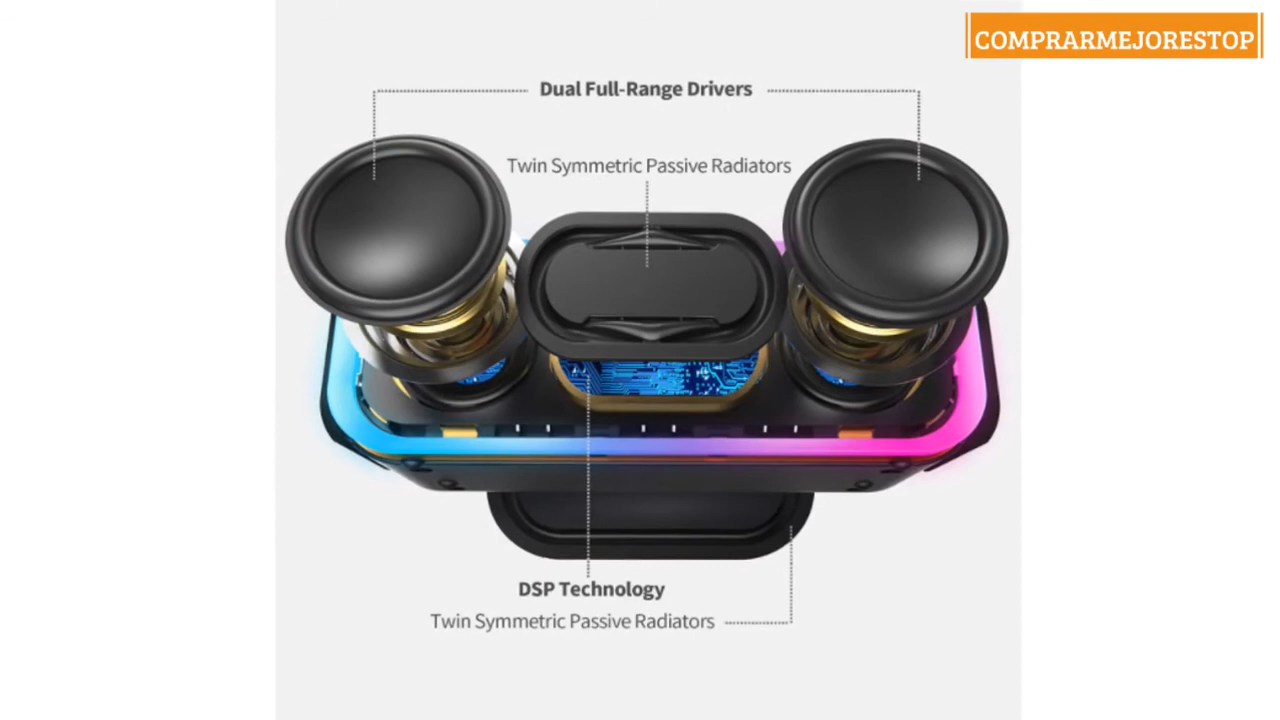 COMPRARMEJORESTOP
Dual Full-Range Drivers
Twin Symmetric Passive Radiators
DSP Technology
Twin Symmetric Passive Radiators